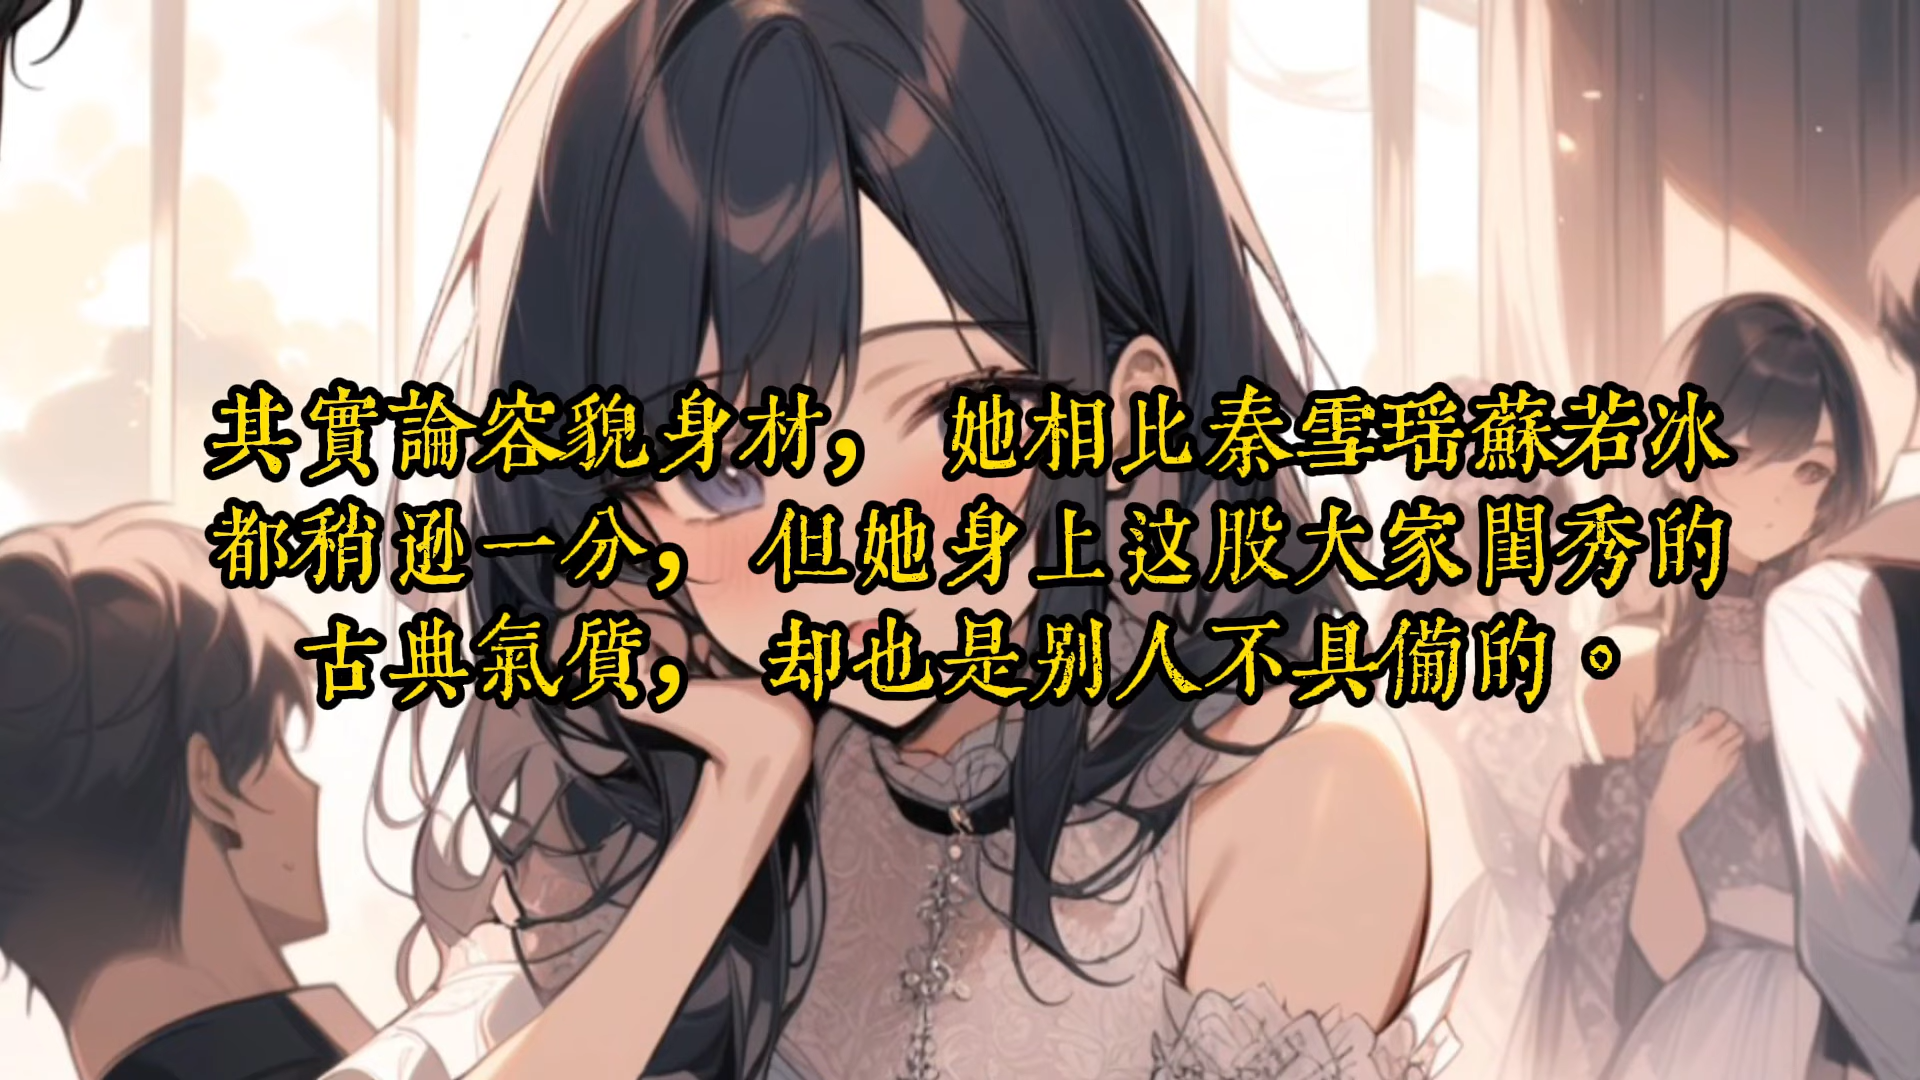 其實論容貌身材，她相比秦雪瑶蘇若冰
都稍遜一分，但她身上这股大家閨秀的
古典氣质，却也是别人不具備的。